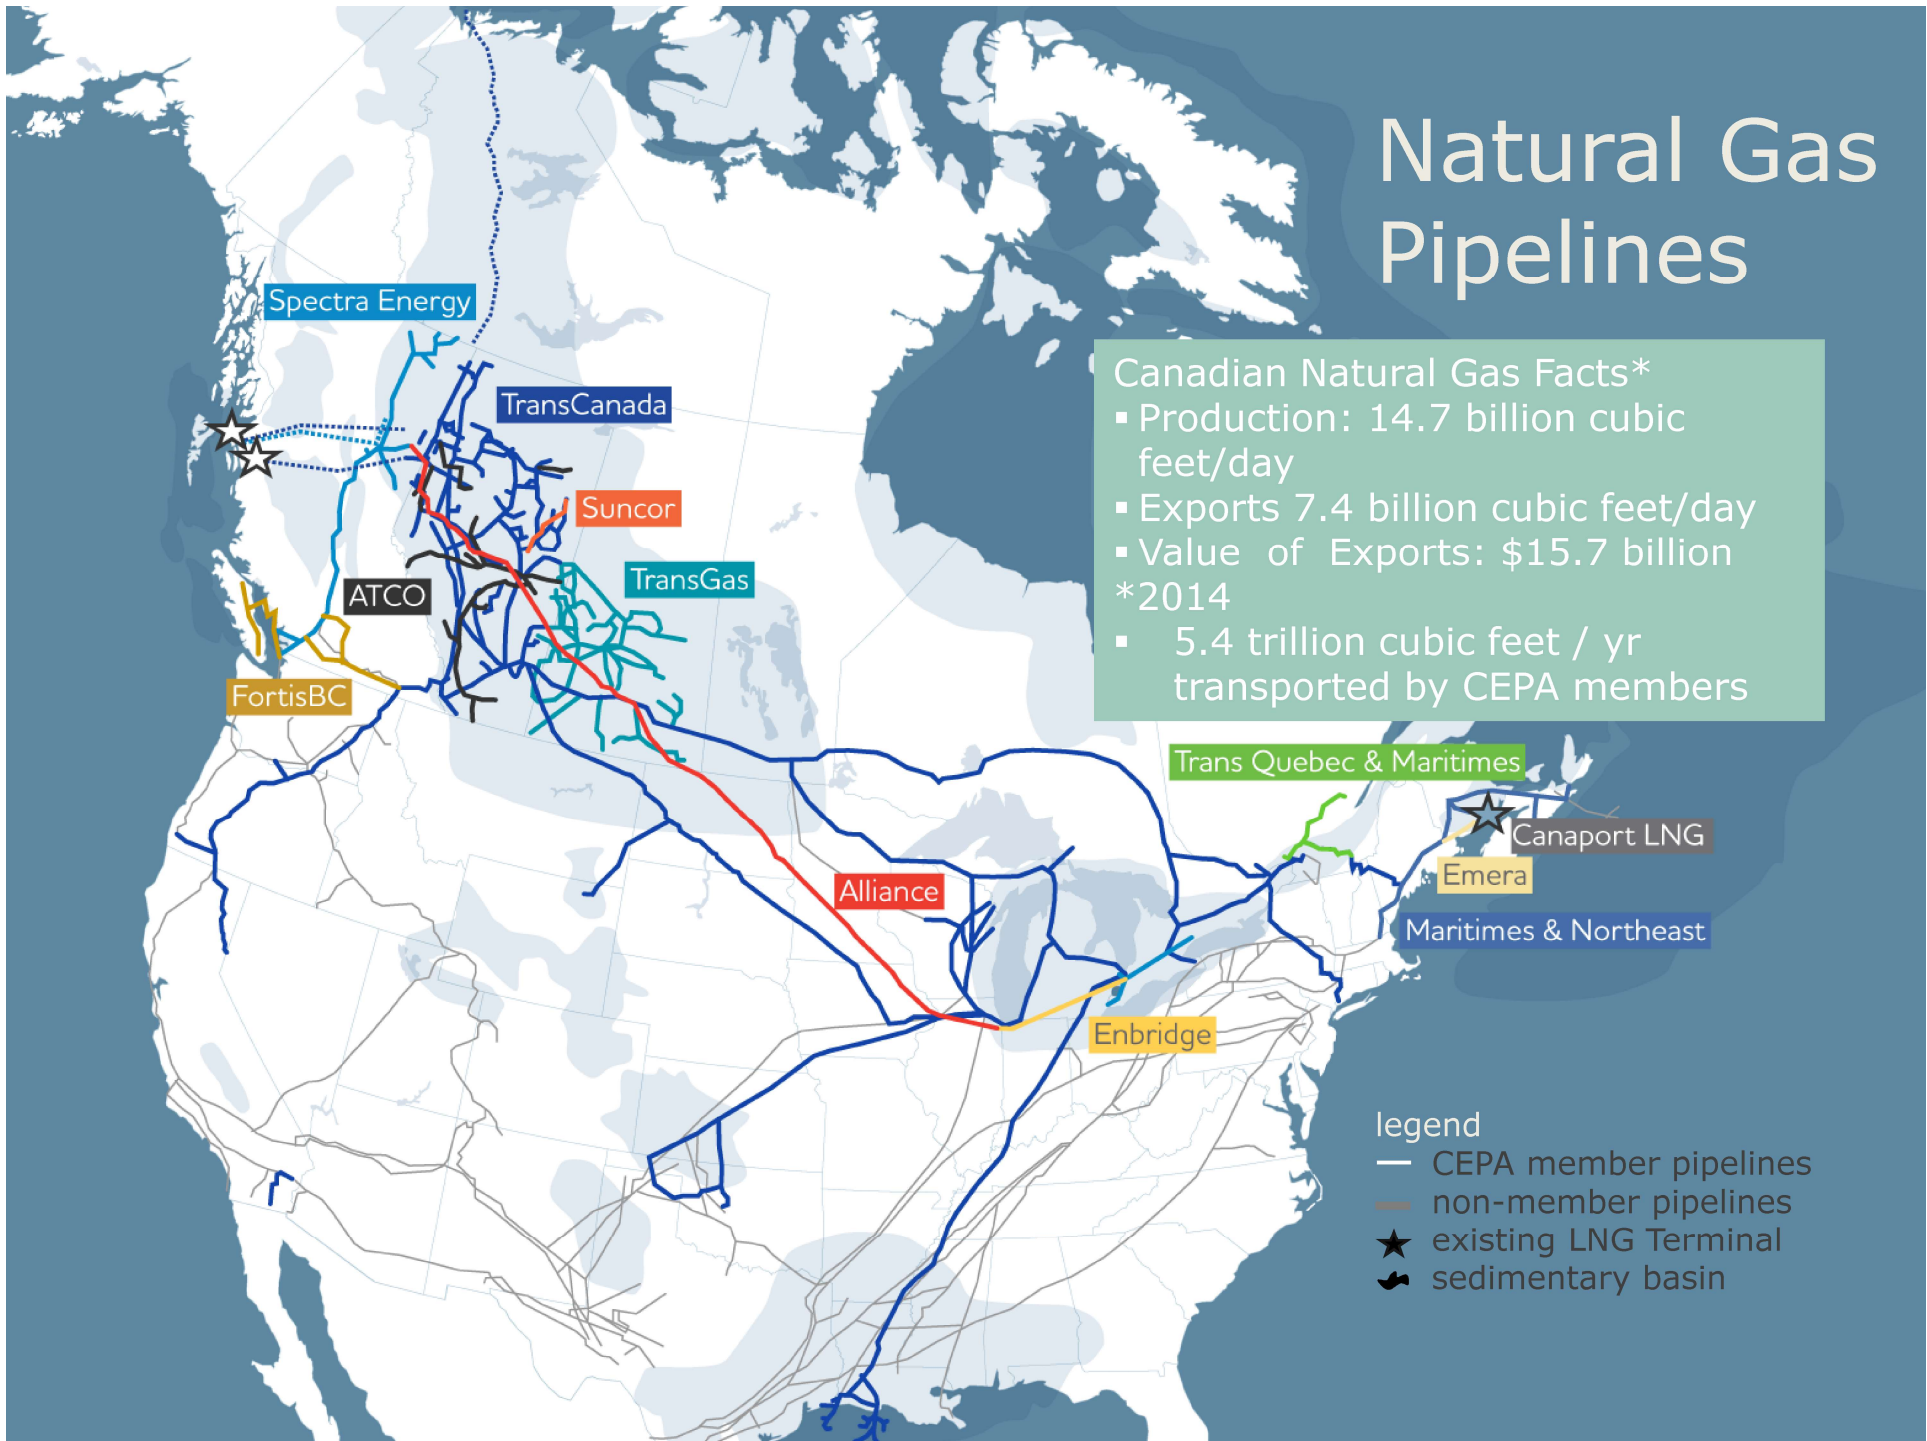 Natural Gas
Pipelines
Canadian Natural Gas Facts*
▪ Production: 14.7 billion cubic
feet/day
▪ Exports 7.4 billion cubic feet/day
▪ Value of Exports: $15.7 billion
*2014
▪ 5.4 trillion cubic feet / yr
transported by CEPA members
Spectra Energy
TransCanada
Suncor
TransGas
ATCO
FortisBC
Trans Quebec & Maritimes
Canaport LNG
Emera
Alliance
Maritimes & Northeast
Enbridge
legend
CEPA member pipelines
non-member pipelines
existing LNG Terminal
sedimentary basin